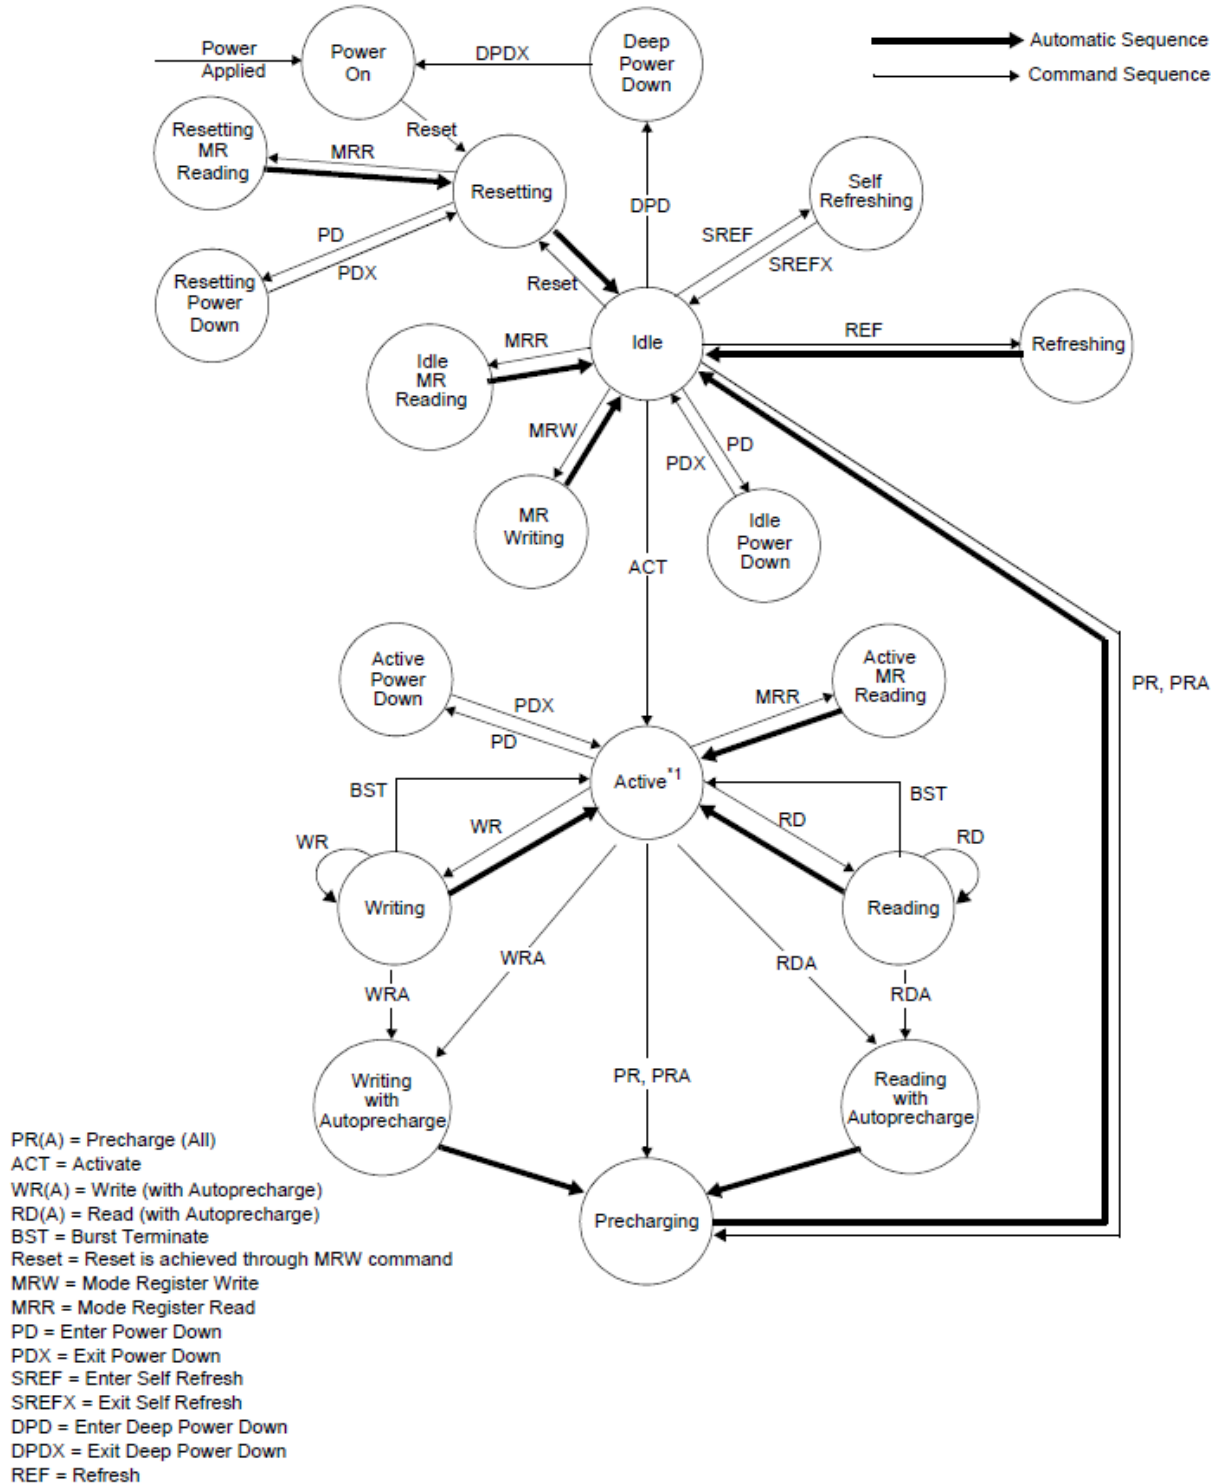 Power
Applied
Power
On
DPDX
Deep
Power
Down
Automatic Sequence
Command Sequence
Resetting
MR
Reading
MRR
Reset
Resetting
DPD
Self
Refreshing
SREF
SREFX
PD
PDX
Resetting
Power
Down
Reset
Idle
MR
Reading
MRR
Idle
REF
Refreshing
MRW
PDX
PD
MR
Writing
Idle
Power
Down
ACT
Active
Power
Down
PDX
PD
MRR
Active
MR
Reading
PR, PRA
Active*1
BST
WR
WR
Writing
BST
RD
RD
Reading
WRA
WRA
RDA
RDA
Writing
with
Autoprecharge
PR, PRA
Reading
with
Autoprecharge
Precharging
PR(A) = Precharge (All)
ACT = Activate
WR(A) = Write (with Autoprecharge)
RD(A) = Read (with Autoprecharge)
BST = Burst Terminate
Reset = Reset is achieved through MRW command
MRW = Mode Register Write
MRR = Mode Register Read
PD = Enter Power Down
PDX = Exit Power Down
SREF = Enter Self Refresh
SREFX = Exit Self Refresh
DPD = Enter Deep Power Down
DPDX = Exit Deep Power Down
REF = Refresh